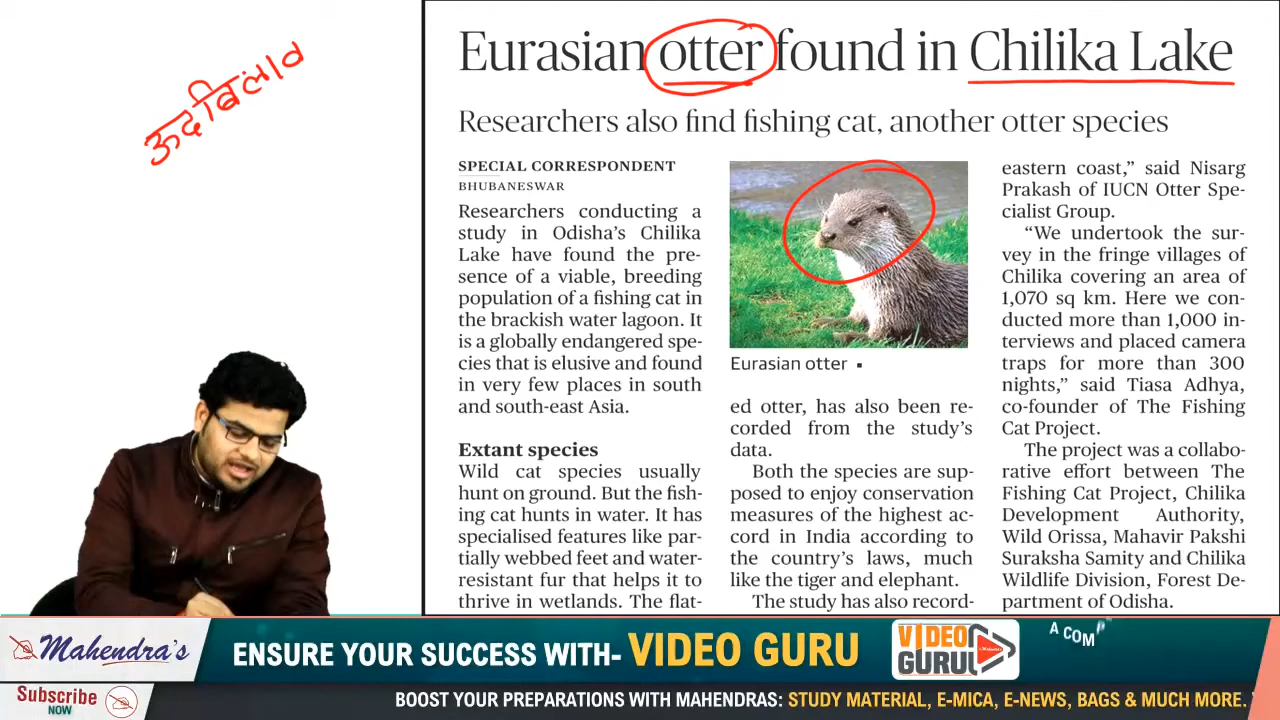 Eurasian otter found in Chilika Lake
ऊदबिलाव
Researchers also find fishing cat, another otter species
SPECIAL CORRESPONDENT
BHUBANESWAR
Researchers conducting a
study in Odisha's Chilika
Lake have found the pre-
sence of a viable, breeding
population of a fishing cat in
the brackish water lagoon. It
is a globally endangered spe-
cies that is elusive and found
in very few places in south
and south-east Asia.
Extant species
Wild cat species usually
hunt on ground. But the fish-
ing cat hunts in water. It has
specialised features like par-
tially webbed feet and water-
resistant fur that helps it to
thrive in wetlands. The flat-
Eurasian otter
ed otter, has also been re-
corded from the study's
data.
Both the species are sup-
posed to enjoy conservation
measures of the highest ac-
cord in India according to
the country's laws, much
like the tiger and elephant.
The study has also record-
eastern coast,” said Nisarg
Prakash of IUCN Otter Spe-
cialist Group.
“We undertook the sur-
vey in the fringe villages of
Chilika covering an area of
1,070 sq km. Here we con-
ducted more than 1,000 in-
terviews and placed camera
traps for more than 300
nights,” said Tiasa Adhya,
co-founder of The Fishing
Cat Project.
The project was a collabo-
rative effort between The
Fishing Cat Project, Chilika
Development Authority,
Wild Orissa, Mahavir Pakshi
Suraksha Samity and Chilika
Wildlife Division, Forest De-
partment of Odisha.
Mahendra's
ENSURE YOUR SUCCESS WITH- VIDEO GURU
VIDEO
GURU
A COMP
Subscribe
NOW
BOOST YOUR PREPARATIONS WITH MAHENDRAS: STUDY MATERIAL, E-MICA, E-NEWS, BAGS & MUCH MORE.